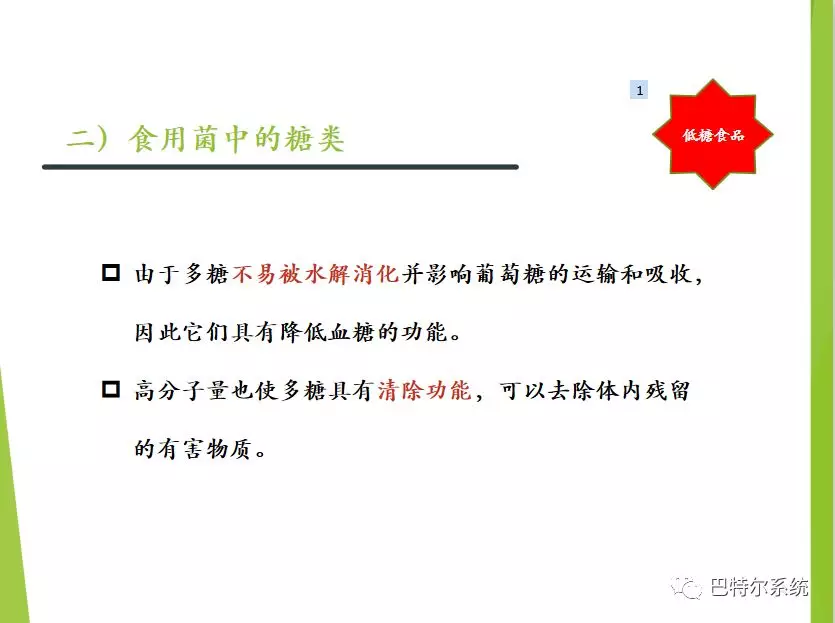 1
低糖食品
二）食用菌中的糖类
由于多糖不易被水解消化并影响葡萄糖的运输和吸收，
因此它们具有降低血糖的功能。
高分子量也使多糖具有清除功能，可以去除体内残留
的有害物质。
巴特尔系统